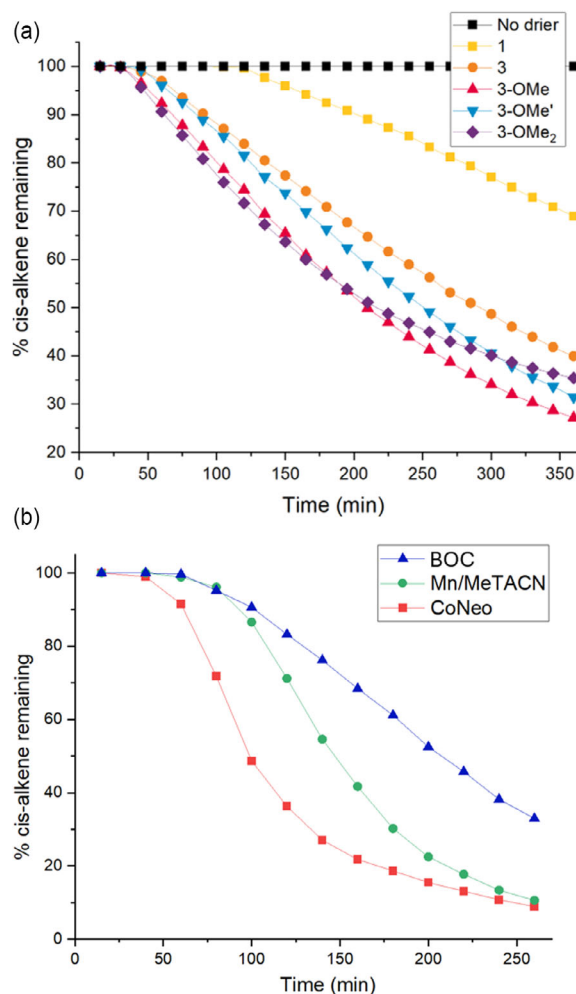 (a)
No drier
1
3
3-OMe
3-OMe'
3-OMe₂
% cis-alkene remaining
100
90
80
70
60
50
40
30
20
0 50 100 150 200 250 300 350
Time (min)
(b)
BOC
Mn/MeTACN
CoNeo
% cis-alkene remaining
100
80
60
40
20
0
0 50 100 150 200 250
Time (min)